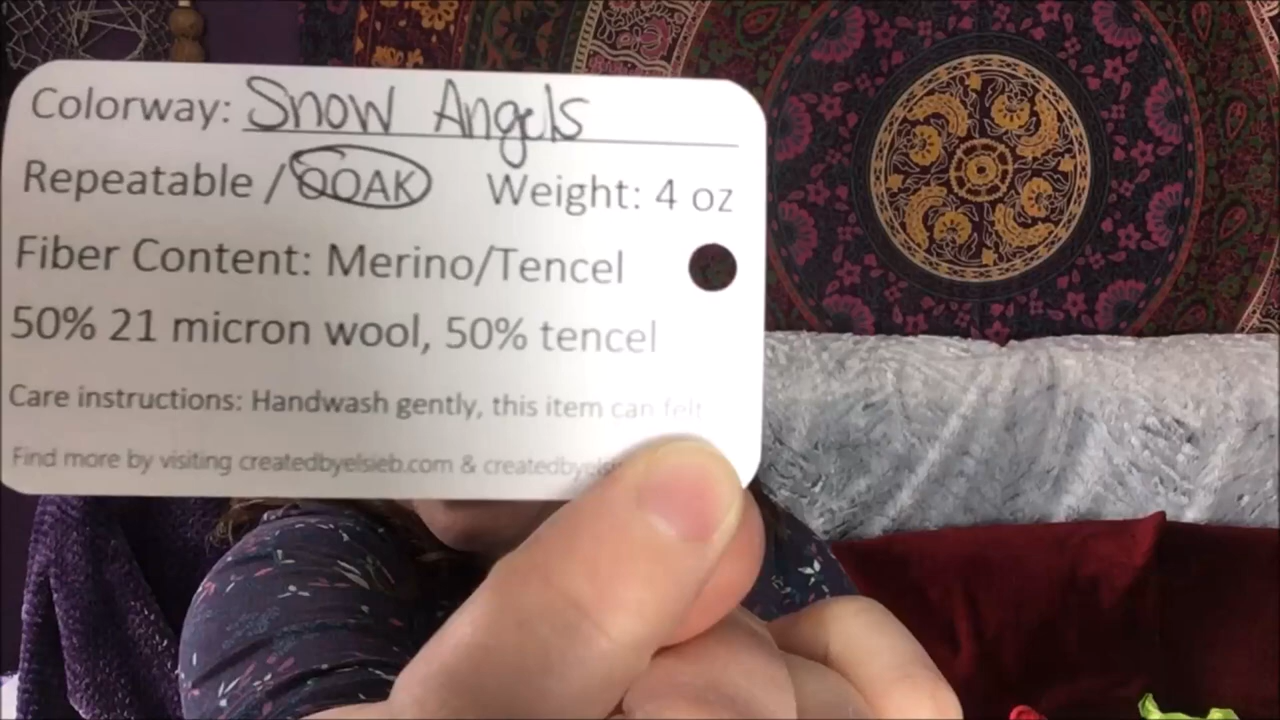 Colorway: Snow Angels
Repeatable / OOAK Weight: 4 oz
Fiber Content: Merino/Tencel
50% 21 micron wool, 50% tencel
Care instructions: Handwash gently, this item can felt
Find more by visiting createdbyelsieb.com &